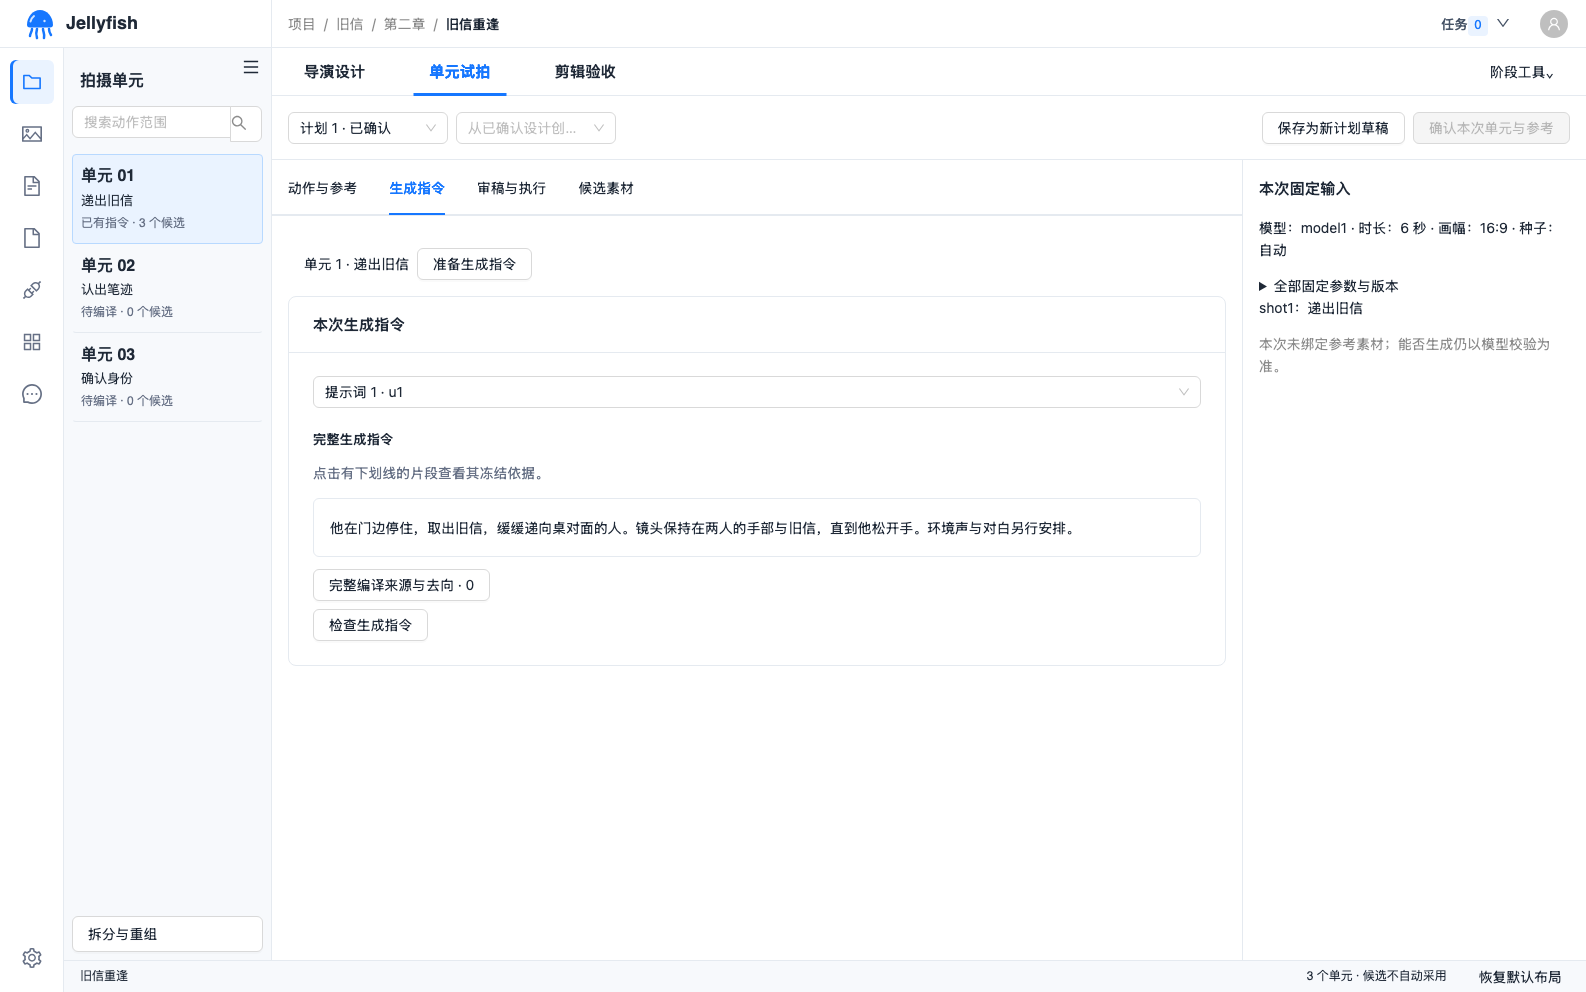 Jellyfish
项目 / 旧信 / 第二章 / 旧信重逢
任务 0
拍摄单元
导演设计
单元试拍
剪辑验收
阶段工具
搜索动作范围
计划 1 · 已确认
从已确认设计创...
保存为新计划草稿
确认本次单元与参考
单元 01
递出旧信
已有指令 · 3 个候选
单元 02
认出笔迹
待编译 · 0 个候选
单元 03
确认身份
待编译 · 0 个候选
拆分与重组
动作与参考
生成指令
审稿与执行
候选素材
单元 1 · 递出旧信
准备生成指令
本次生成指令
提示词 1 · u1
完整生成指令
点击有下划线的片段查看其冻结依据。
他在门边停住，取出旧信，缓缓递向桌对面的人。镜头保持在两人的手部与旧信，直到他松开手。环境声与对白另行安排。
完整编译来源与去向 · 0
检查生成指令
本次固定输入
模型：model1 · 时长：6 秒 · 画幅：16:9 · 种子：
自动
全部固定参数与版本
shot1：递出旧信
本次未绑定参考素材；能否生成仍以模型校验为
准。
旧信重逢
3 个单元 · 候选不自动采用
恢复默认布局